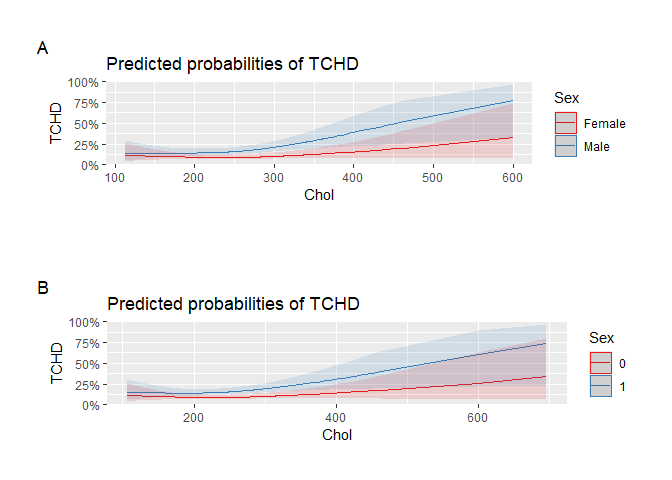 A
Predicted probabilities of TCHD
100%
75%
50%
25%
0%
TCHD
100 200 300 400 500 600
Chol
Sex
Female
Male
B
Predicted probabilities of TCHD
100%
75%
50%
25%
0%
TCHD
200 400 600
Chol
Sex
0
1